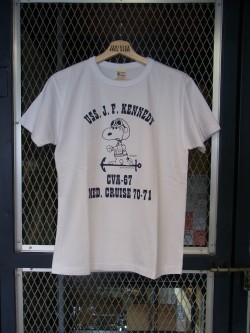 USS. J. F. KENNEDY
CVA-67
MED. CRUISE 70-71